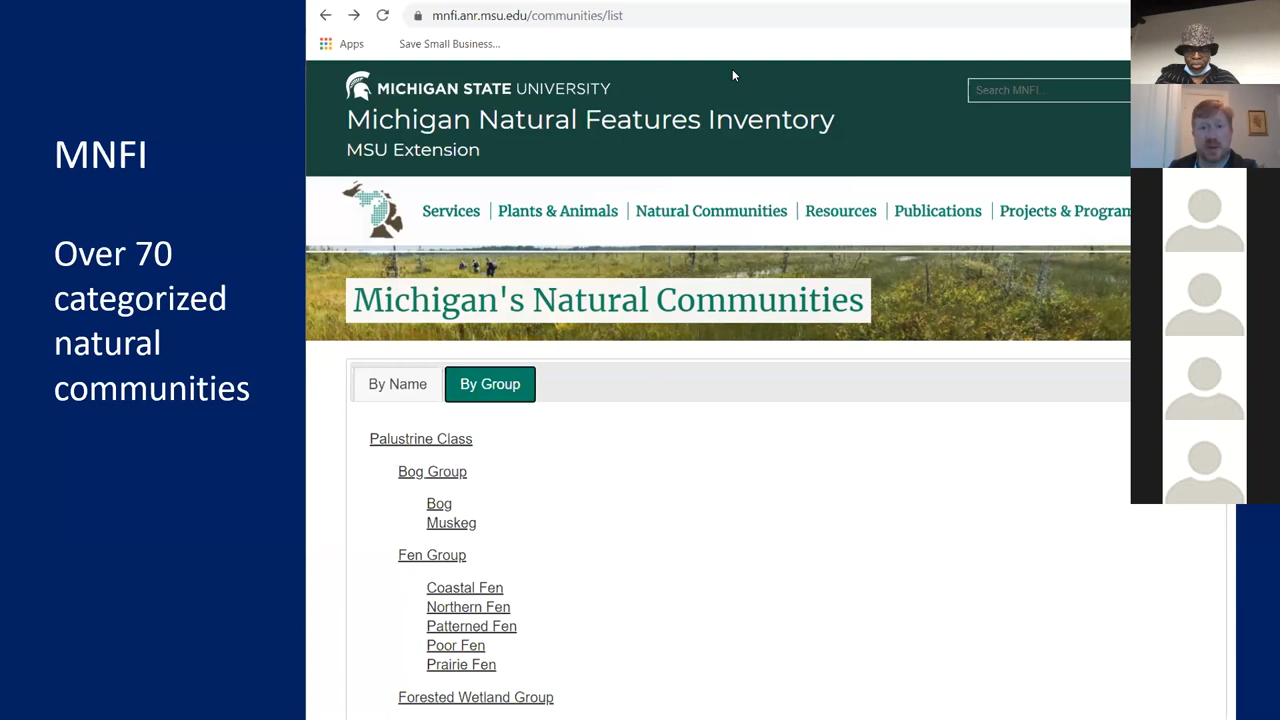 MNFI
Over 70
categorized
natural
communities
mnfi.anr.msu.edu/communities/list
Apps
Save Small Business...
MICHIGAN STATE UNIVERSITY
Search MNFI...
Michigan Natural Features Inventory
MSU Extension
Services
Plants & Animals
Natural Communities
Resources
Publications
Projects & Program
Michigan's Natural Communities
By Name
By Group
Palustrine Class
Bog Group
Bog
Muskeg
Fen Group
Coastal Fen
Northern Fen
Patterned Fen
Poor Fen
Prairie Fen
Forested Wetland Group